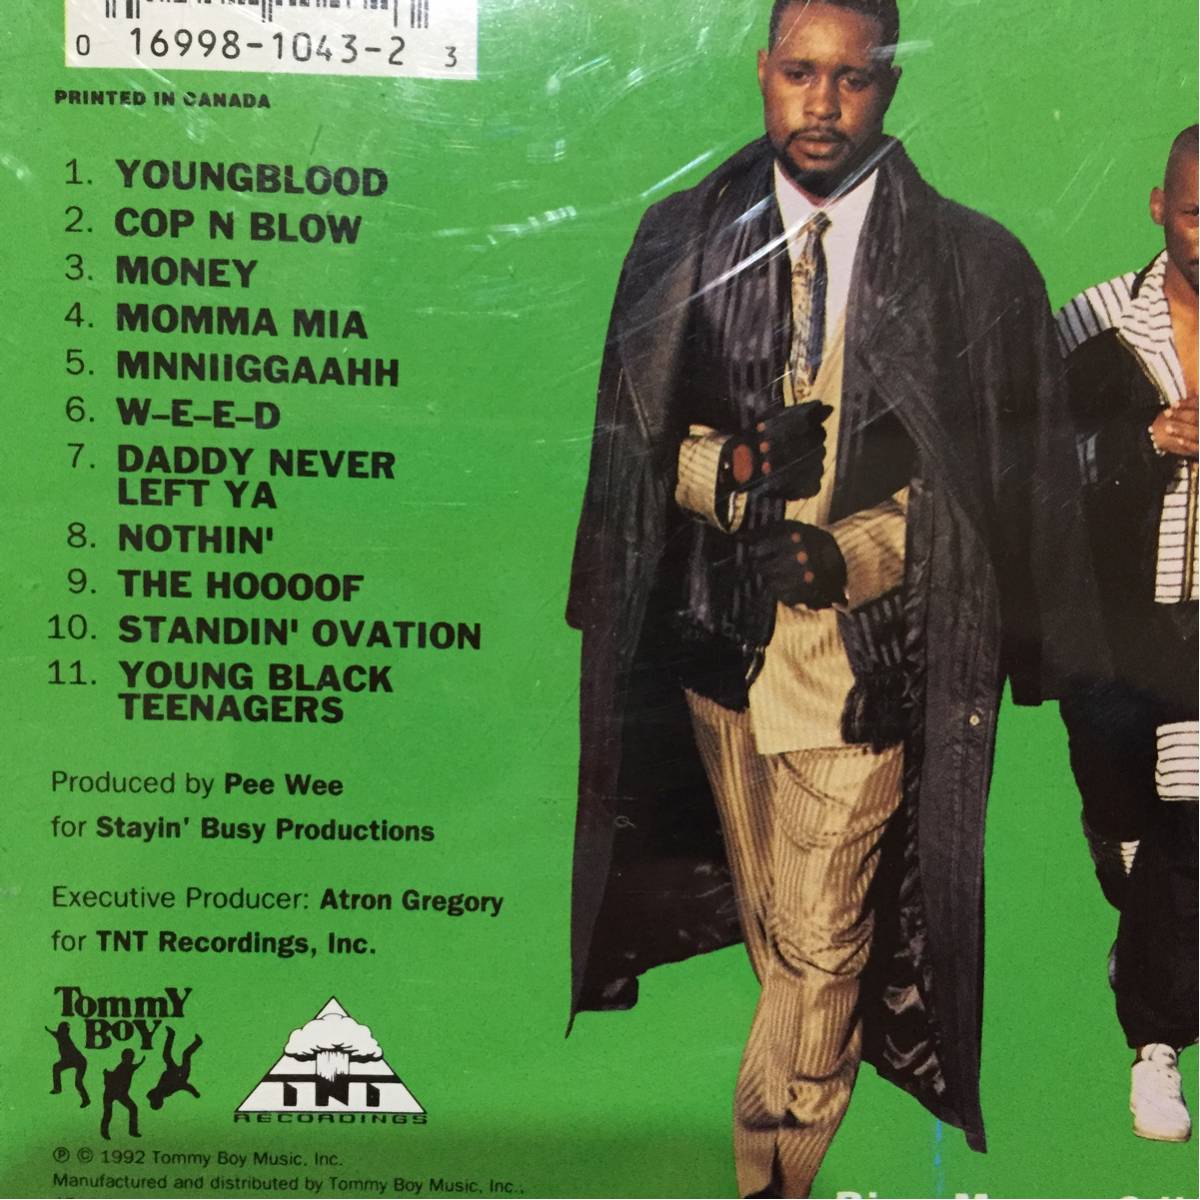 0 16998-1043-2 3
PRINTED IN CANADA
1. YOUNGBLOOD
2. COP N BLOW
3. MONEY
4. MOMMA MIA
5. MNNIIGGAAHH
6. W-E-E-D
7. DADDY NEVER
LEFT YA
8. NOTHIN'
9. THE HOOOOF
10. STANDIN' OVATION
11. YOUNG BLACK
TEENAGERS
Produced by Pee Wee
for Stayin' Busy Productions
Executive Producer: Atron Gregory
for TNT Recordings, Inc.
TOMMY
BOY
TNT
RECORDINGS
℗ © 1992 Tommy Boy Music, Inc.
Manufactured and distributed by Tommy Boy Music, Inc.,